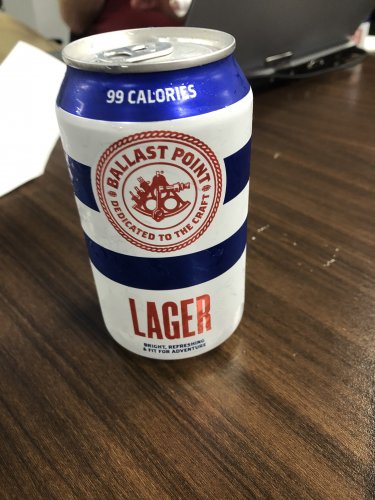 99 CALORIES
BALLAST POINT
DEDICATED TO THE CRAFT
LAGER
BRIGHT, REFRESHING
& FIT FOR ADVENTURE